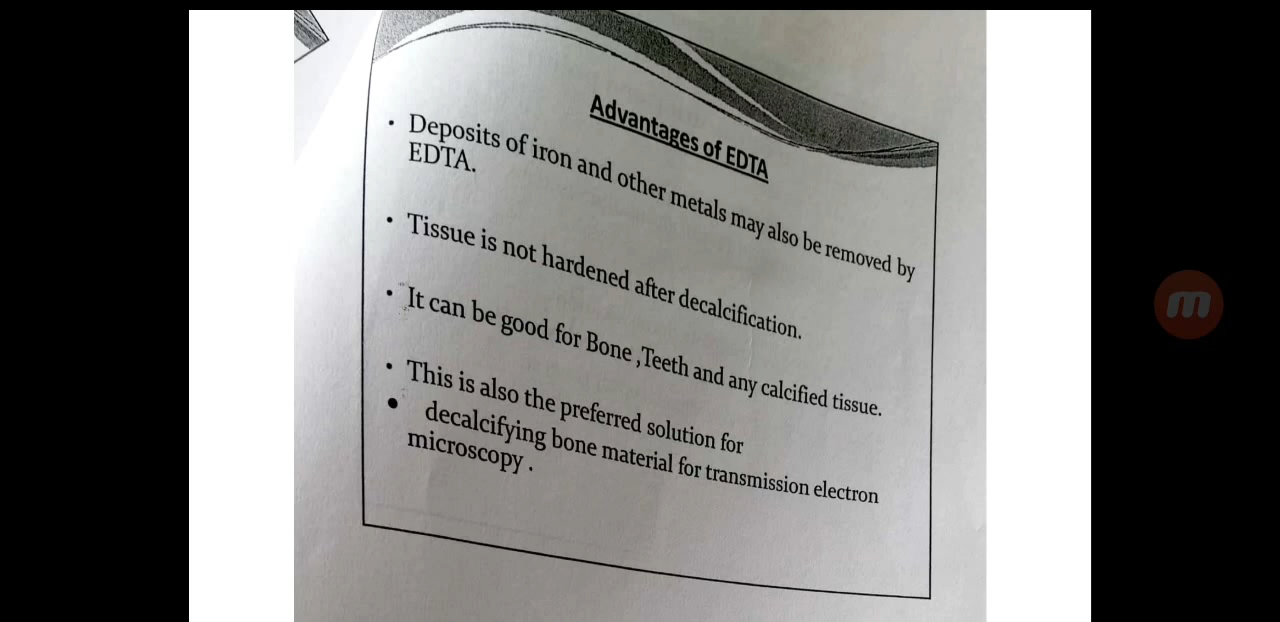 Advantages of EDTA
• Deposits of iron and other metals may also be removed by
EDTA.
• Tissue is not hardened after decalcification.
• It can be good for Bone ,Teeth and any calcified tissue.
• This is also the preferred solution for
• decalcifying bone material for transmission electron
microscopy .